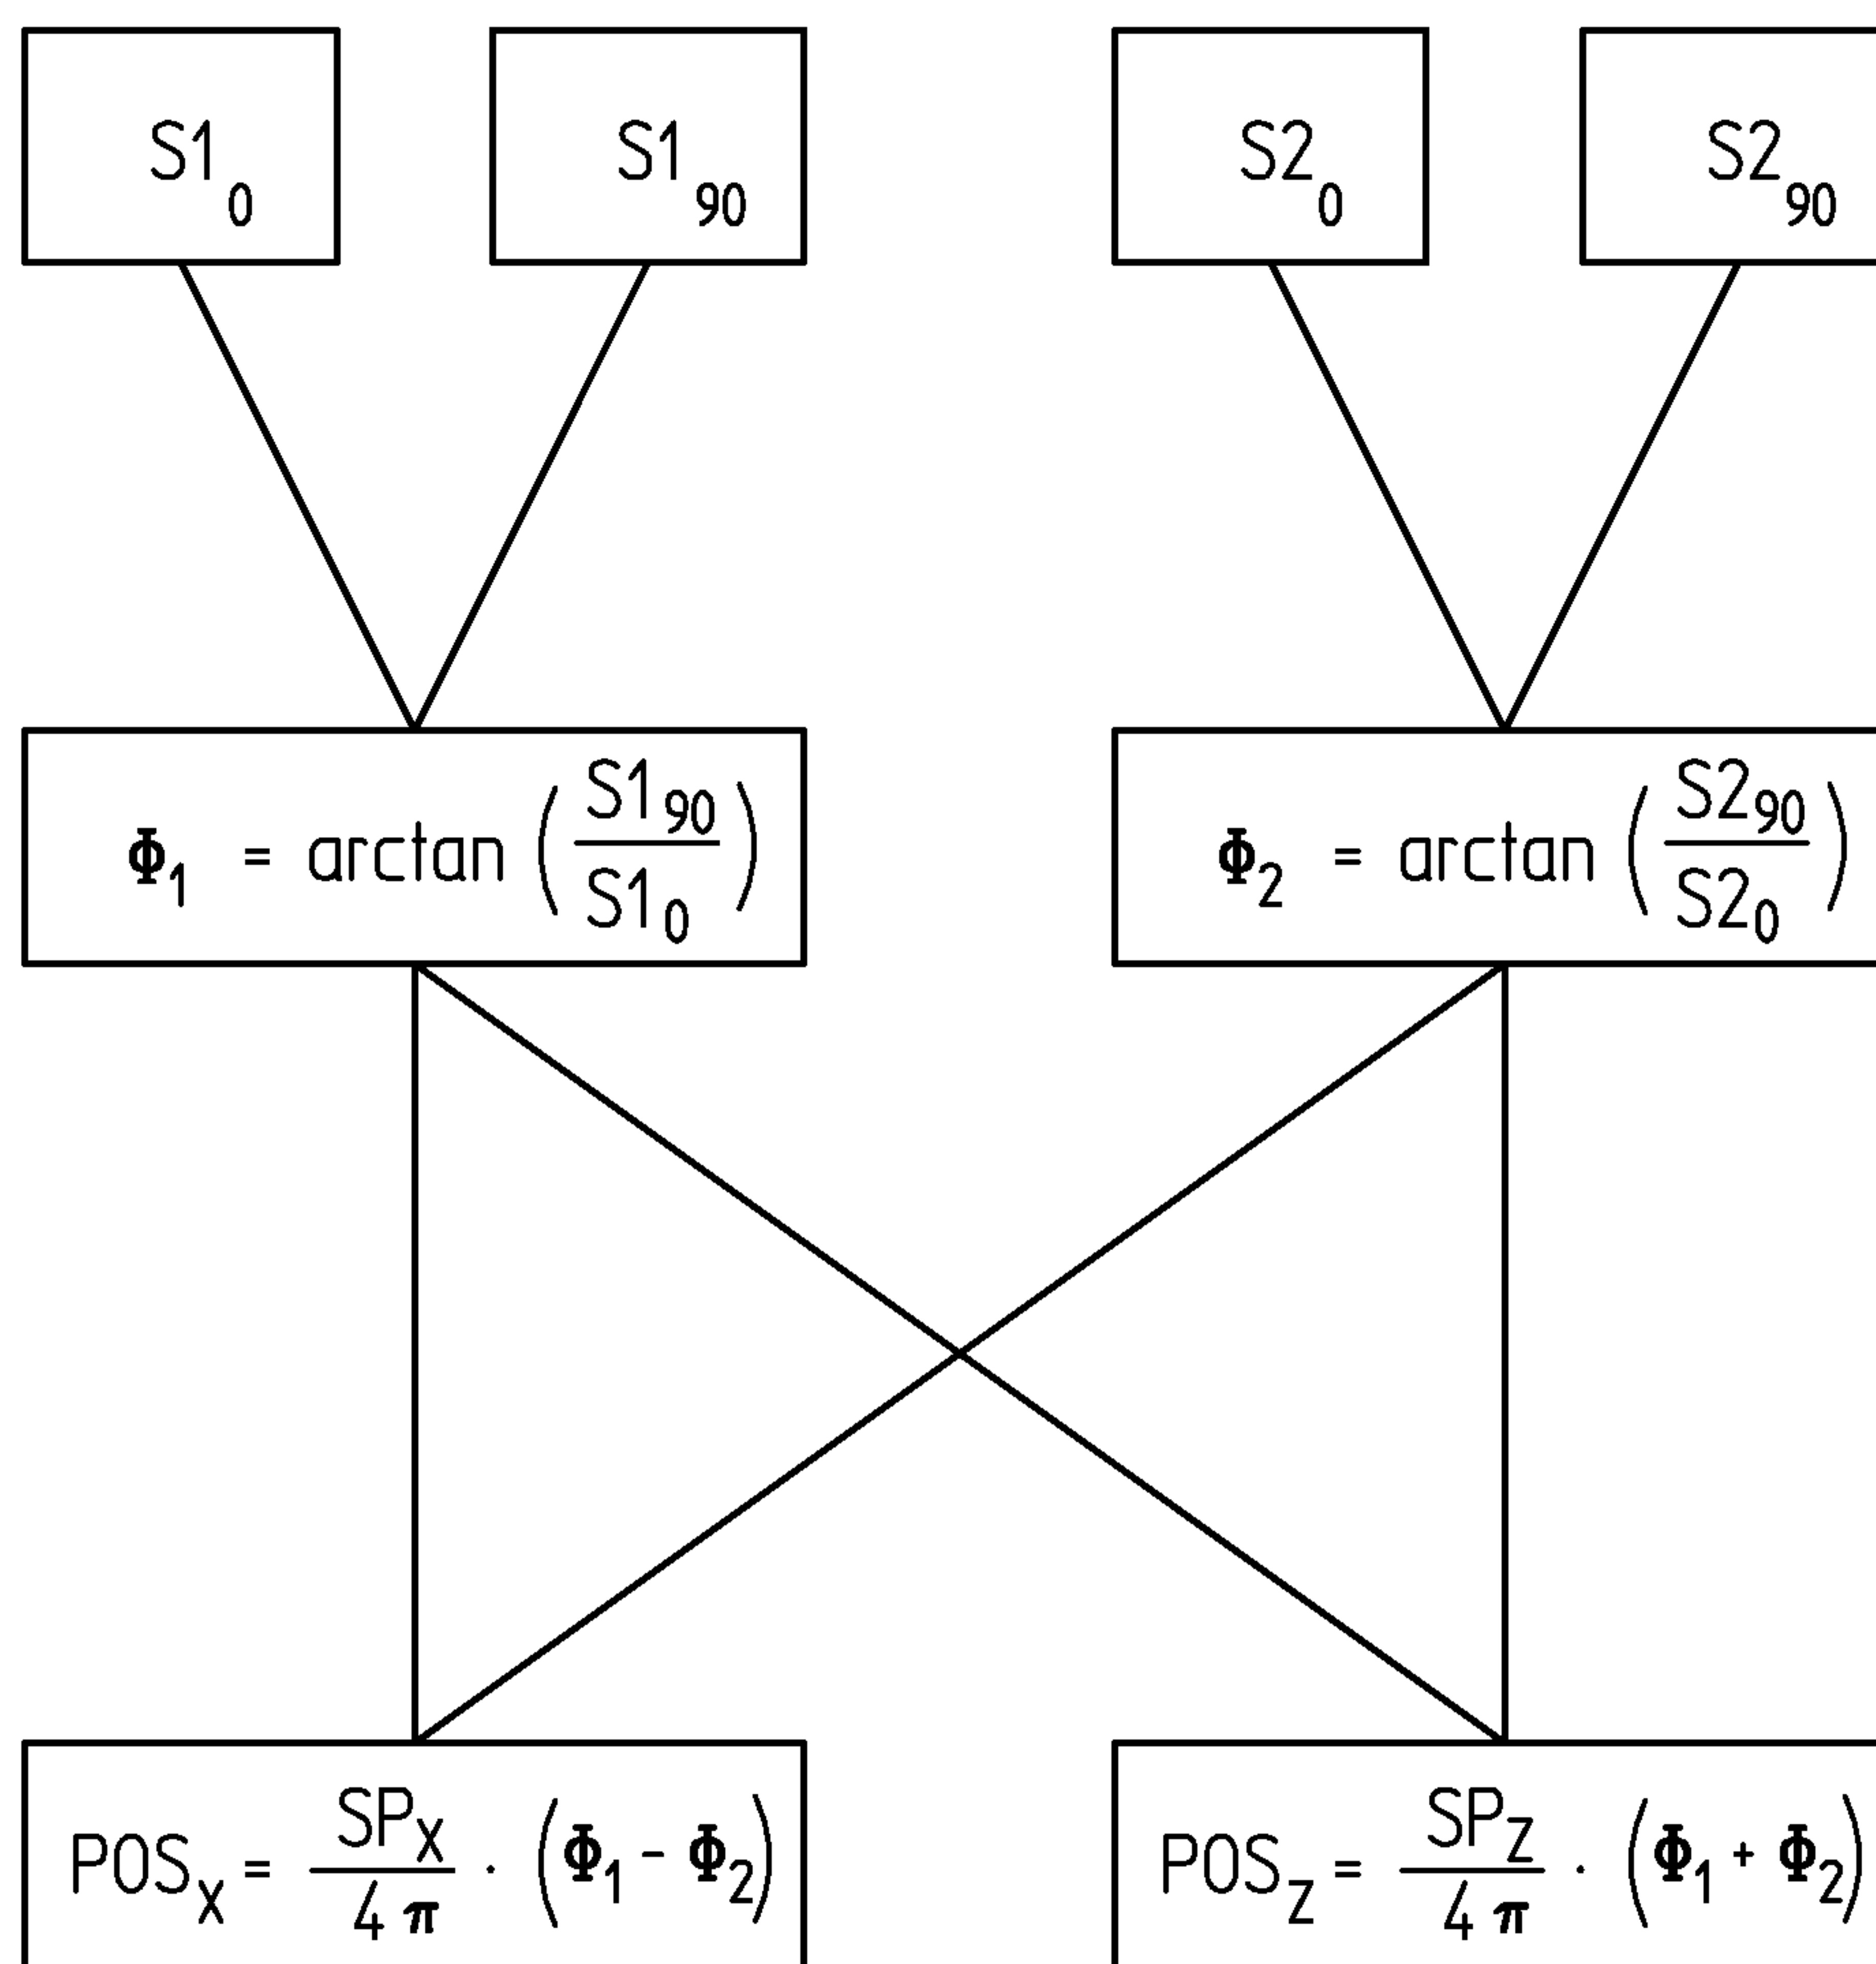 S1₀ S1₉₀ S2₀ S2₉₀
Φ₁ = arctan (S1₉₀/S1₀) Φ₂ = arctan (S2₉₀/S2₀)
POSₓ = SPₓ/4π · (Φ₁ - Φ₂) POS_Z = SP_Z/4π · (Φ₁ + Φ₂)